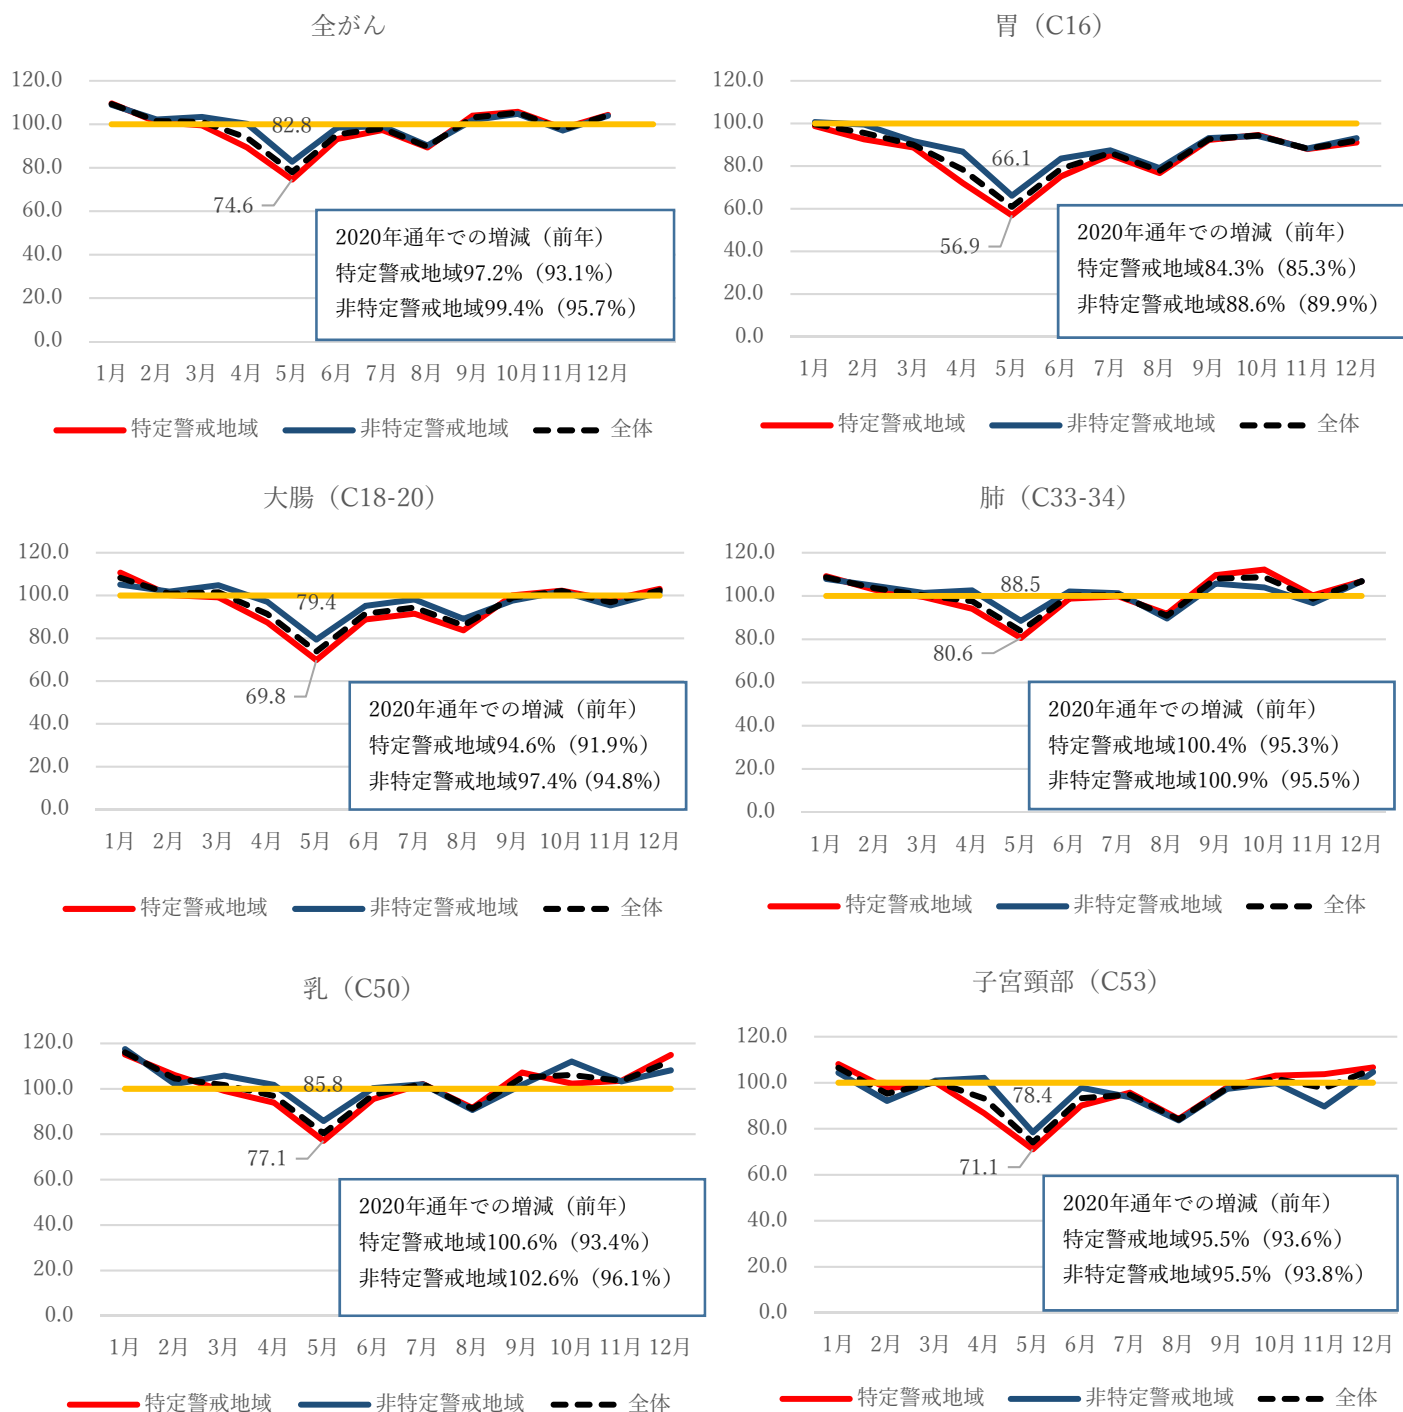 全がん
120.0
100.0
80.0
60.0
40.0
20.0
0.0
82.8
74.6
2020年通年での増減（前年）
特定警戒地域97.2%（93.1%）
非特定警戒地域99.4%（95.7%）
1月 2月 3月 4月 5月 6月 7月 8月 9月 10月 11月 12月
特定警戒地域 非特定警戒地域 全体
胃（C16）
120.0
100.0
80.0
60.0
40.0
20.0
0.0
66.1
56.9
2020年通年での増減（前年）
特定警戒地域84.3%（85.3%）
非特定警戒地域88.6%（89.9%）
1月 2月 3月 4月 5月 6月 7月 8月 9月 10月 11月 12月
特定警戒地域 非特定警戒地域 全体
大腸（C18-20）
120.0
100.0
80.0
60.0
40.0
20.0
0.0
79.4
69.8
2020年通年での増減（前年）
特定警戒地域94.6%（91.9%）
非特定警戒地域97.4% (94.8%）
1月 2月 3月 4月 5月 6月 7月 8月 9月 10月 11月 12月
特定警戒地域 非特定警戒地域 全体
肺（C33-34）
120.0
100.0
80.0
60.0
40.0
20.0
0.0
88.5
80.6
2020年通年での増減（前年）
特定警戒地域100.4%（95.3%）
非特定警戒地域100.9%（95.5%）
1月 2月 3月 4月 5月 6月 7月 8月 9月 10月 11月 12月
特定警戒地域 非特定警戒地域 全体
乳（C50）
120.0
100.0
80.0
60.0
40.0
20.0
0.0
85.8
77.1
2020年通年での増減（前年）
特定警戒地域100.6%（93.4%）
非特定警戒地域102.6%（96.1%）
1月 2月 3月 4月 5月 6月 7月 8月 9月 10月 11月 12月
特定警戒地域 非特定警戒地域 全体
子宮頸部（C53）
120.0
100.0
80.0
60.0
40.0
20.0
0.0
78.4
71.1
2020年通年での増減（前年）
特定警戒地域95.5%（93.6%）
非特定警戒地域95.5%（93.8%）
1月 2月 3月 4月 5月 6月 7月 8月 9月 10月 11月 12月
特定警戒地域 非特定警戒地域 全体